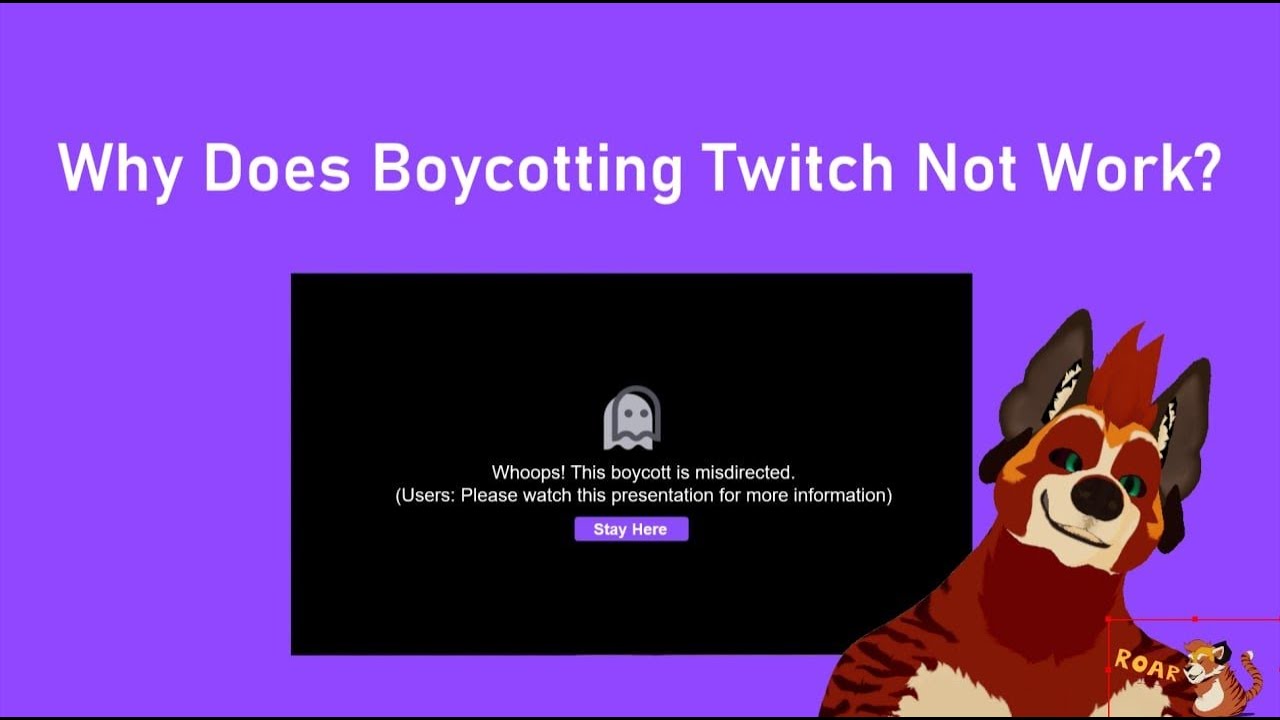 Why Does Boycotting Twitch Not Work?
Whoops! This boycott is misdirected.
(Users: Please watch this presentation for more information)
Stay Here
ROAR